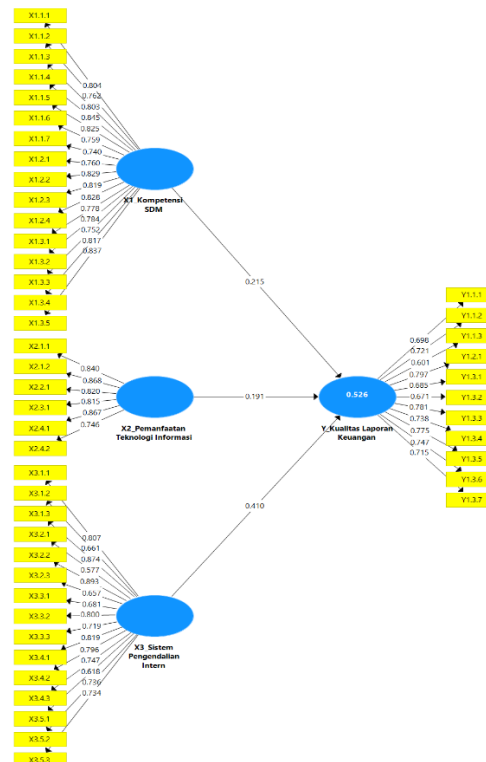 X1.1.1
X1.1.2
X1.1.3
X1.1.4
X1.1.5
X1.1.6
X1.1.7
X1.2.1
X1.2.2
X1.2.3
X1.2.4
X1.3.1
X1.3.2
X1.3.3
X1.3.4
X1.3.5
0.804
0.762
0.803
0.845
0.825
0.759
0.740
0.760
0.829
0.819
0.828
0.778
0.784
0.752
0.817
0.837
X1_Kompetensi
SDM
0.215
X2.1.1
X2.1.2
X2.2.1
X2.3.1
X2.4.1
X2.4.2
0.840
0.868
0.820
0.815
0.867
0.746
X2_Pemanfaatan
Teknologi Informasi
0.191
X3.1.1
X3.1.2
X3.1.3
X3.2.1
X3.2.2
X3.2.3
X3.3.1
X3.3.2
X3.3.3
X3.4.1
X3.4.2
X3.4.3
X3.5.1
X3.5.2
X3.5.3
0.807
0.661
0.874
0.577
0.893
0.657
0.681
0.800
0.719
0.819
0.796
0.747
0.618
0.736
0.734
X3_Sistem
Pengendalian
Intern
0.410
0.526
Y_Kualitas Laporan
Keuangan
0.698
0.721
0.601
0.797
0.685
0.671
0.781
0.738
0.775
0.747
0.715
Y1.1.1
Y1.1.2
Y1.1.3
Y1.2.1
Y1.3.1
Y1.3.2
Y1.3.3
Y1.3.4
Y1.3.5
Y1.3.6
Y1.3.7